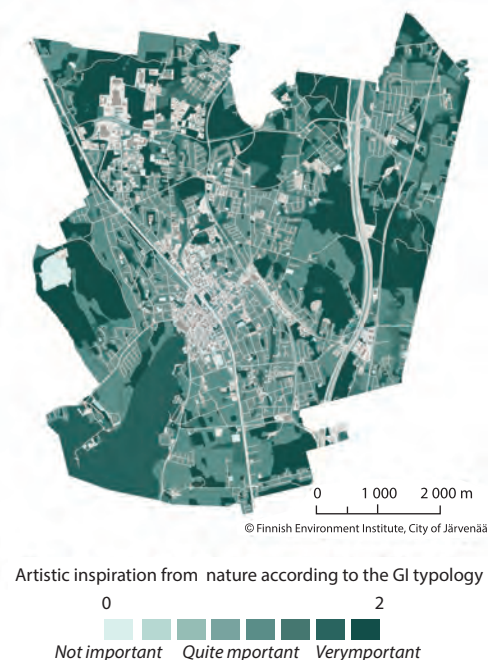 0 1 000 2 000 m
© Finnish Environment Institute, City of Järvenää
Artistic inspiration from nature according to the GI typology
0 2
Not important Quite mportant Verymportant